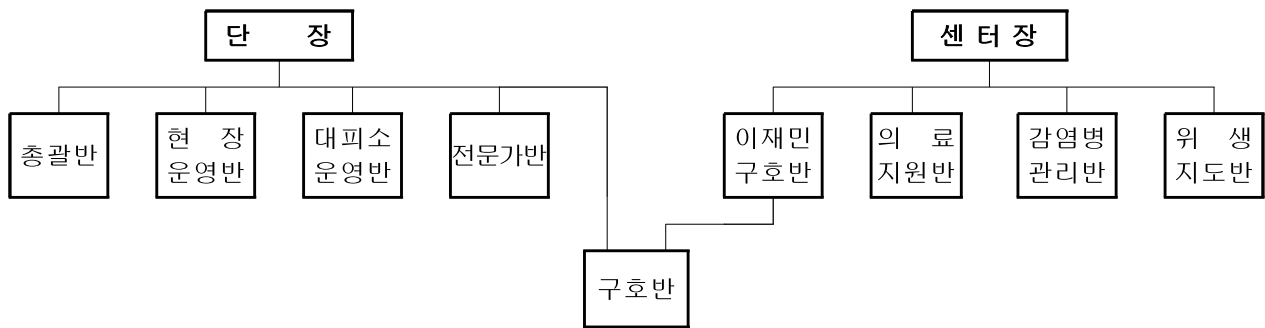 단 장
센 터 장
총괄반
현 장
운영반
대피소
운영반
전문가반
이재민
구호반
의 료
지원반
감염병
관리반
위 생
지도반
구호반